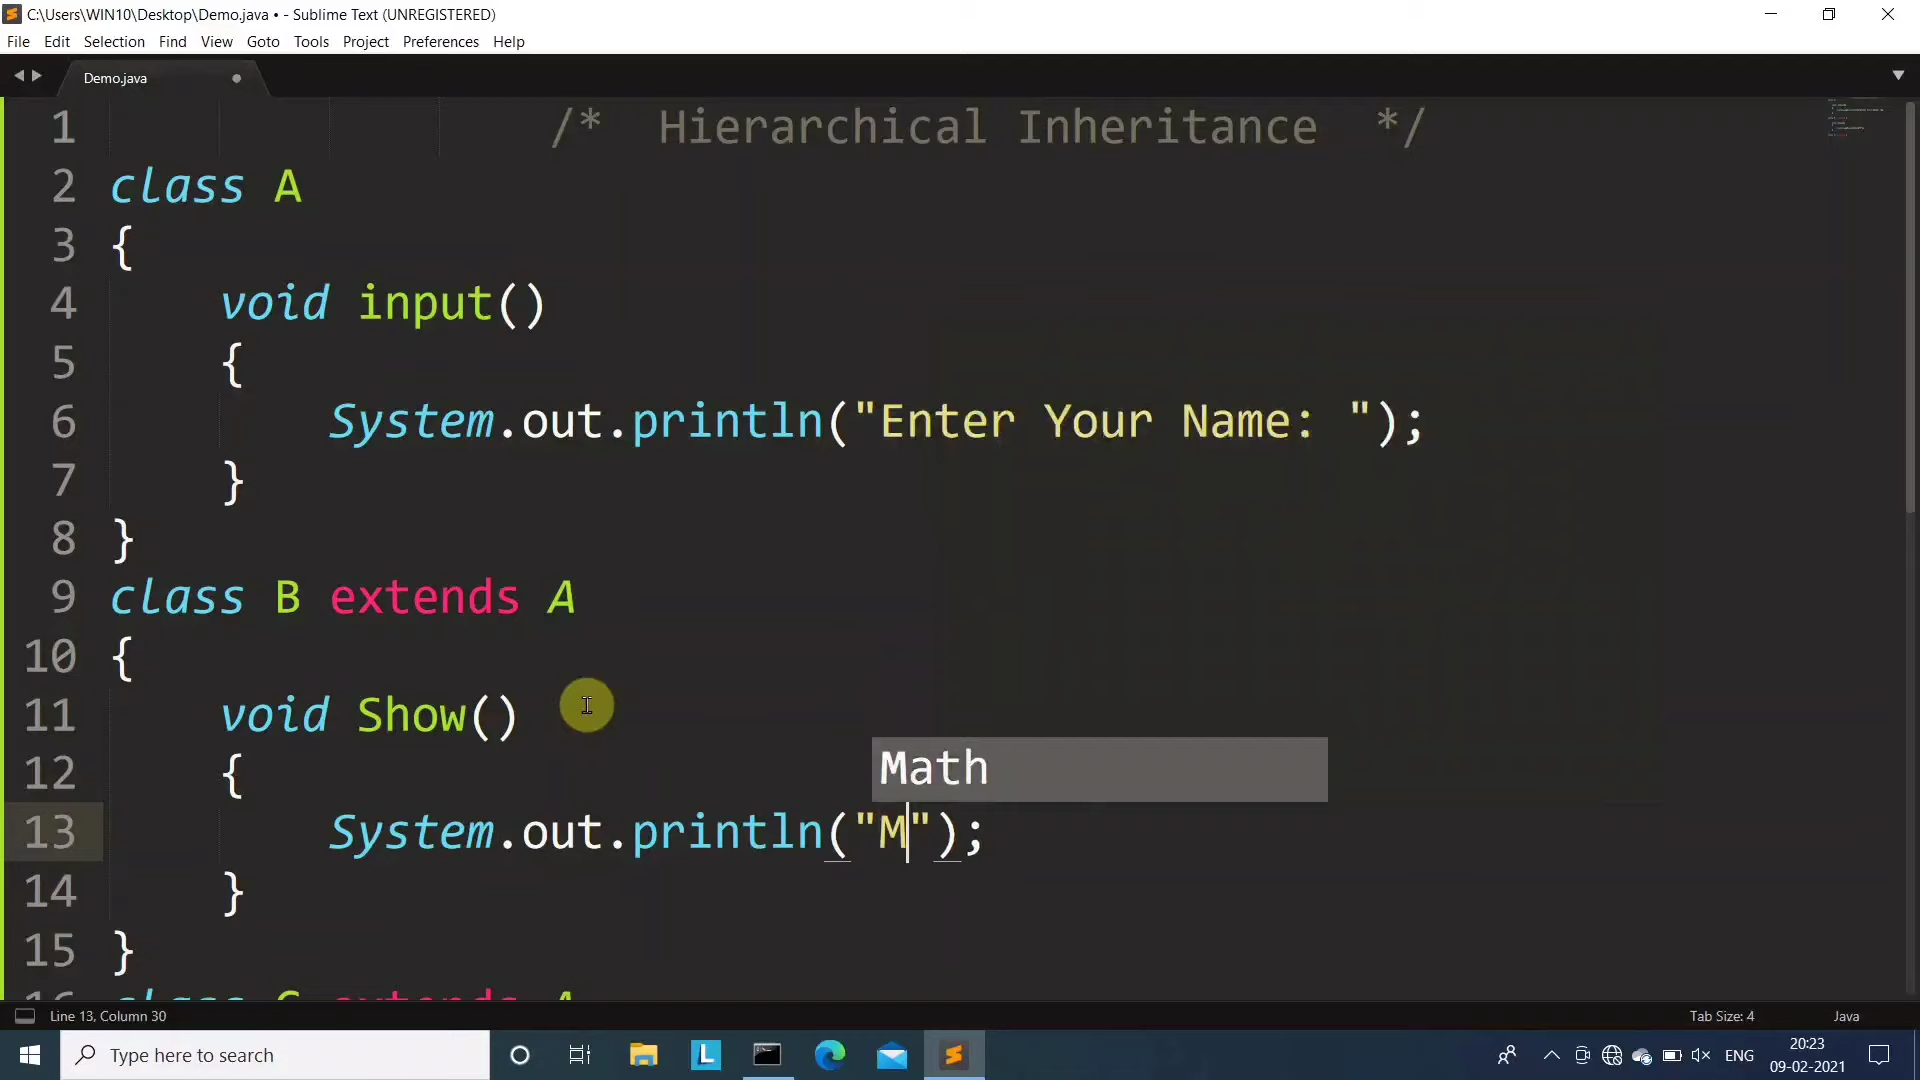 C:\Users\WIN10\Desktop\Demo.java • - Sublime Text (UNREGISTERED)
File Edit Selection Find View Goto Tools Project Preferences Help
Demo.java
1 /* Hierarchical Inheritance */
2 class A
3 {
4 void input()
5 {
6 System.out.println("Enter Your Name: ");
7 }
8 }
9 class B extends A
10 {
11 void Show()
12 {
Math
13 System.out.println("M");
14 }
15 }
16 class C extends A
Line 13, Column 30 Tab Size: 4 Java
Type here to search
ENG
20:23
09-02-2021